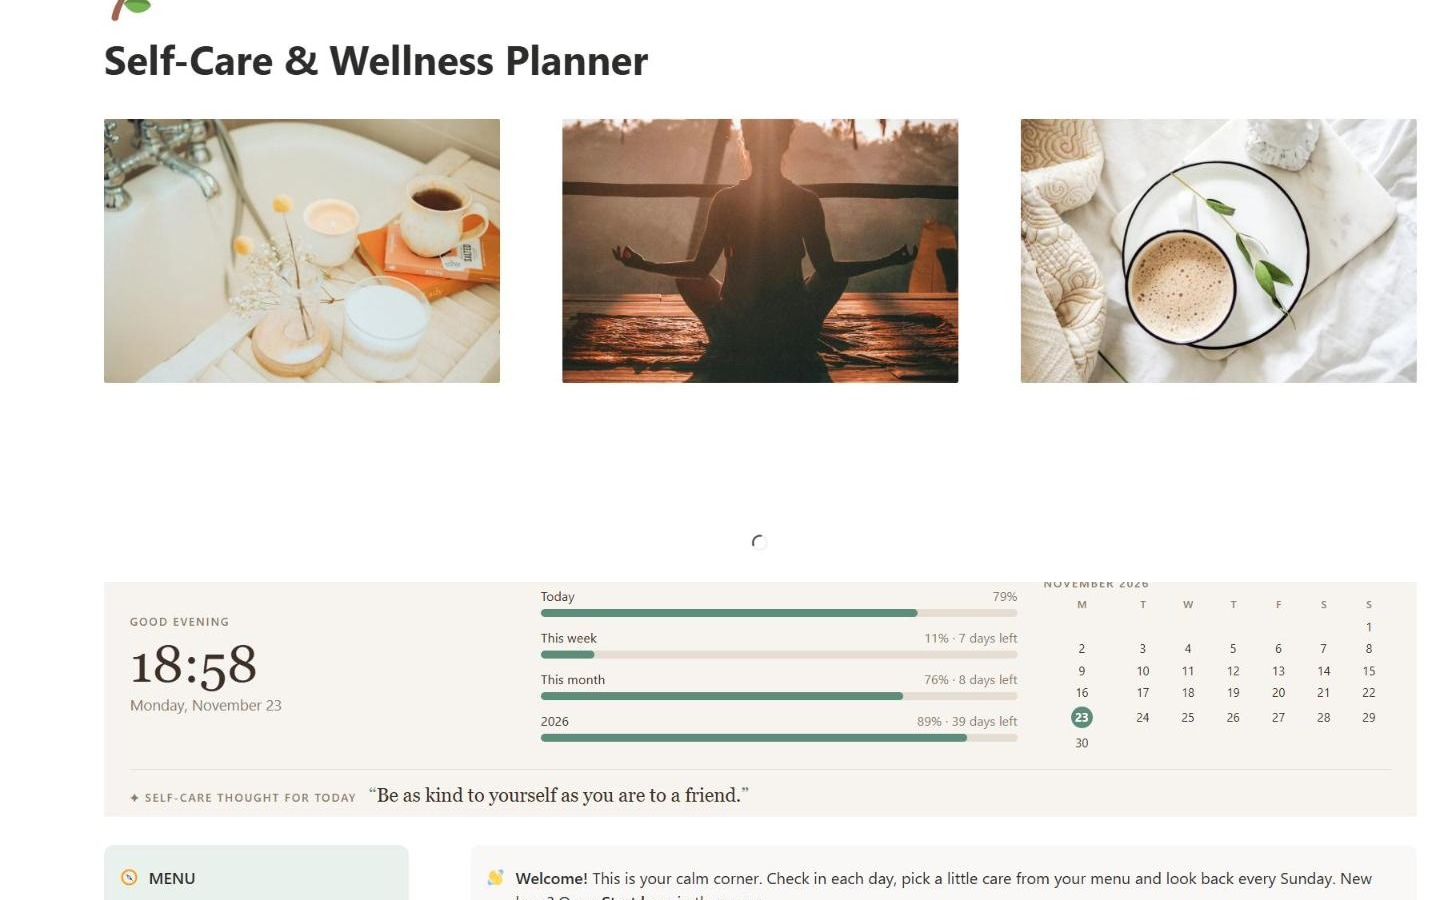 Self-Care & Wellness Planner
GOOD EVENING
18:58
Monday, November 23
Today 79%
This week 11% · 7 days left
This month 76% · 8 days left
2026 89% · 39 days left
NOVEMBER 2026
M T W T F S S
1
2 3 4 5 6 7 8
9 10 11 12 13 14 15
16 17 18 19 20 21 22
23 24 25 26 27 28 29
30
✦ SELF-CARE THOUGHT FOR TODAY “Be as kind to yourself as you are to a friend.”
MENU
Welcome! This is your calm corner. Check in each day, pick a little care from your menu and look back every Sunday. New